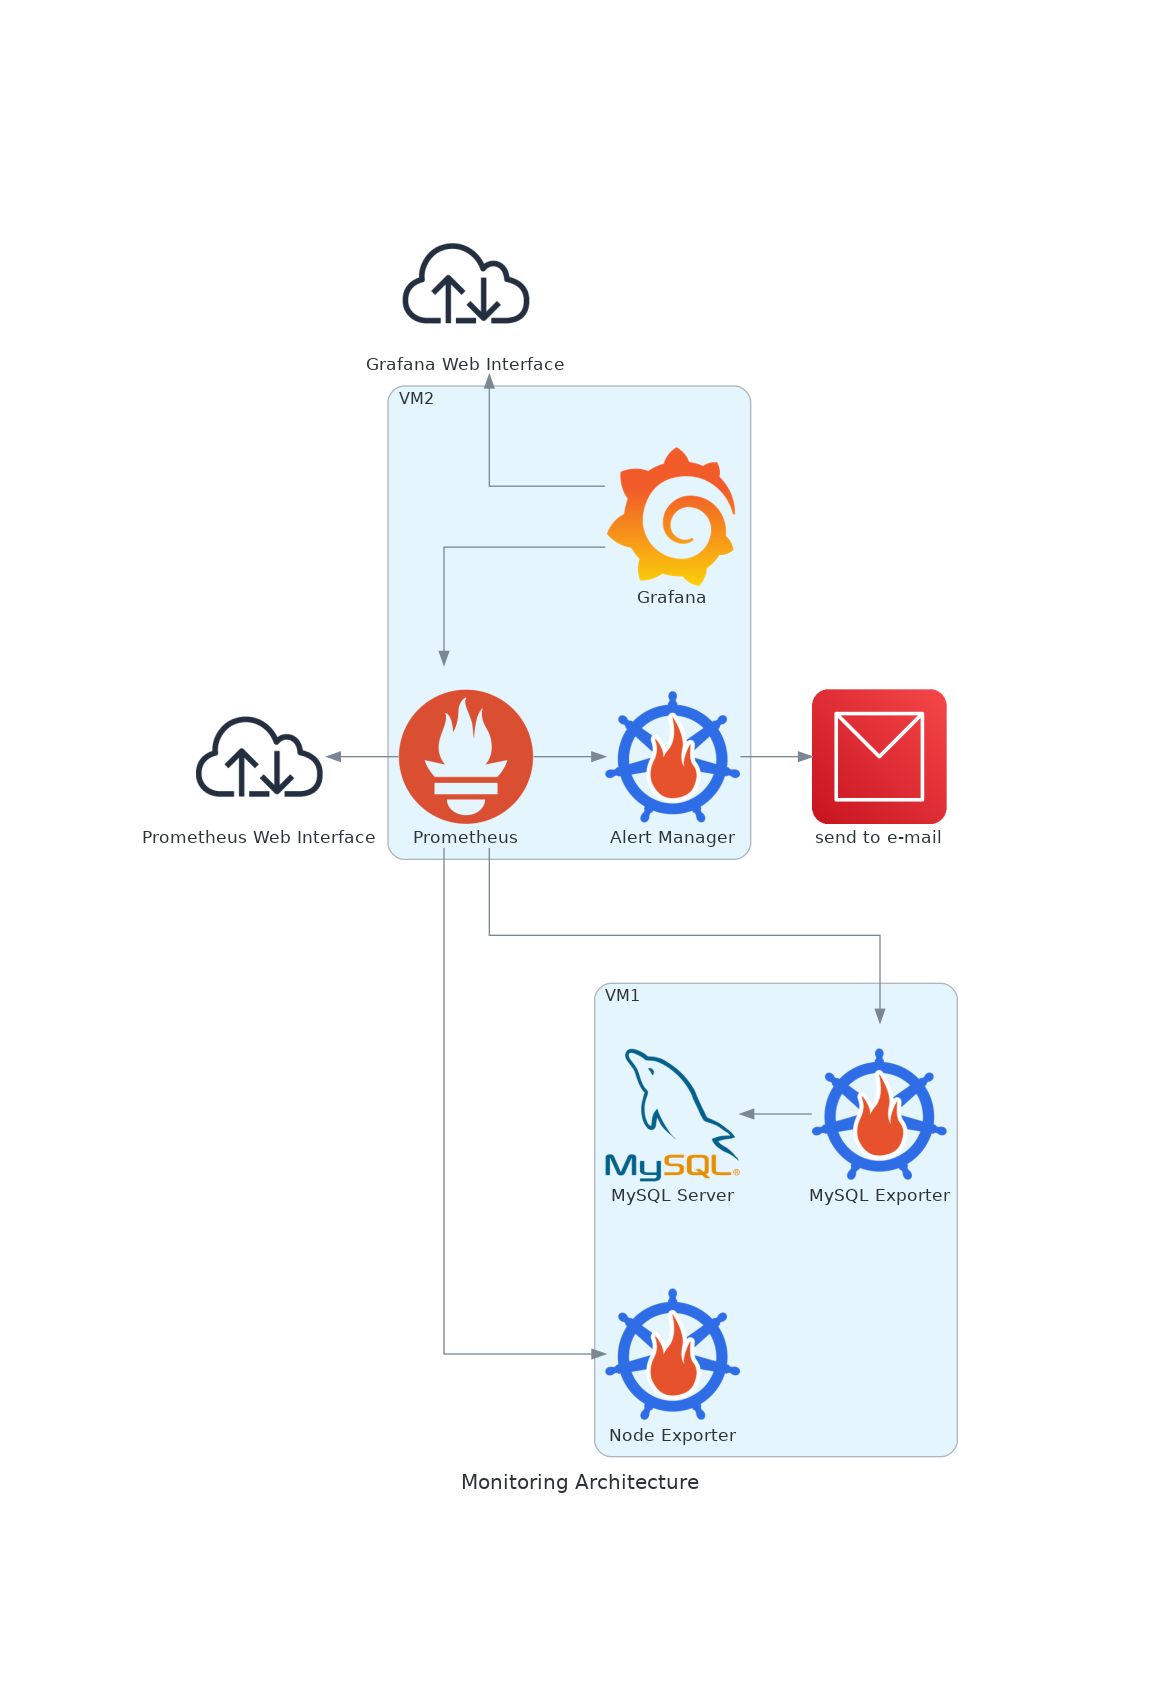 Grafana Web Interface
VM2
Grafana
Prometheus Web Interface
Prometheus
Alert Manager
send to e-mail
VM1
MySQL®
MySQL Server
MySQL Exporter
Node Exporter
Monitoring Architecture